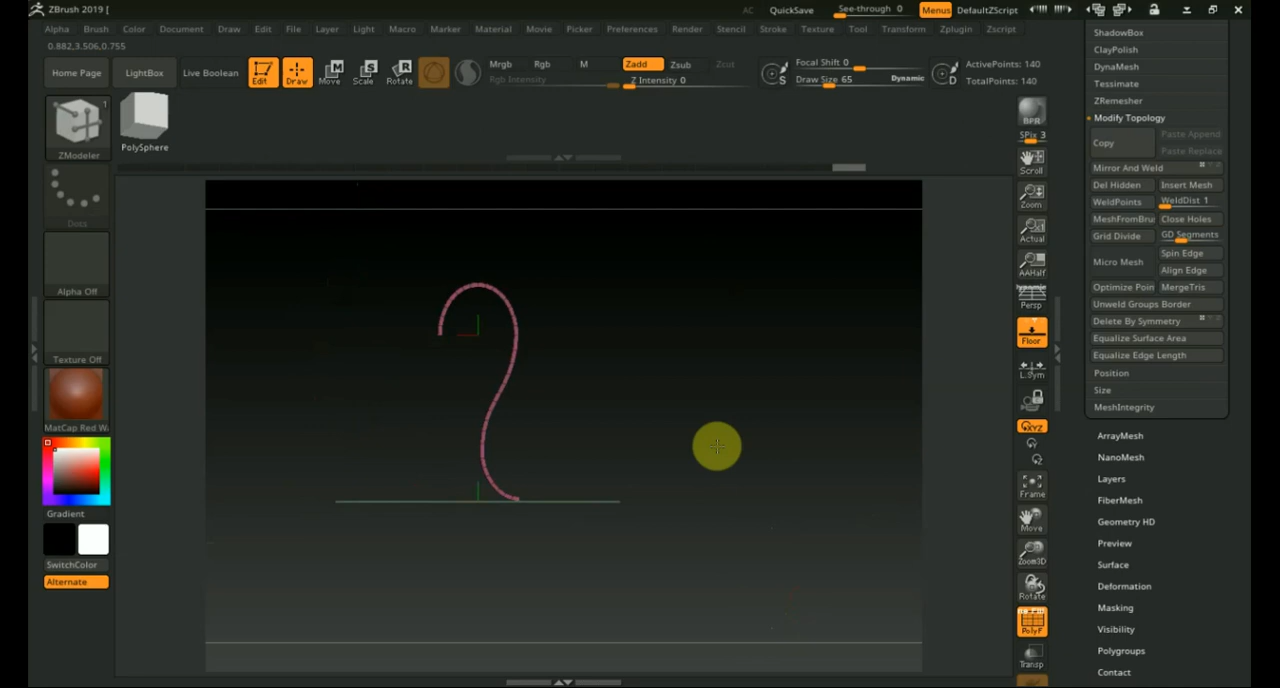 ZBrush 2019 [
AC QuickSave See-through 0 Menus DefaultZScript
Alpha Brush Color Document Draw Edit File Layer Light Macro Marker Material Movie Picker Preferences Render Stencil Stroke Texture Tool Transform Zplugin Zscript
0.882,3.506,0.755
Home Page LightBox Live Boolean Edit Draw Move Scale Rotate
Mrgb Rgb M Zadd Zsub Zcut
Rgb Intensity Z Intensity 0
Focal Shift 0
Draw Size 65 Dynamic
S
D
ActivePoints: 140
TotalPoints: 140
1
ZModeler
PolySphere
Dots
Alpha Off
Texture Off
MatCap Red W
Gradient
SwitchColor
Alternate
BPR
SPix 3
Scroll
Zoom
Actual
AAHalf
Dynamic
Persp
Floor
L.Sym
XYZ
Frame
Move
Zoom3D
Rotate
PolyF
Transp
ShadowBox
ClayPolish
DynaMesh
Tessimate
ZRemesher
Modify Topology
Copy Paste Append
Paste Replace
Mirror And Weld
Del Hidden Insert Mesh
WeldPoints WeldDist 1
MeshFromBru Close Holes
Grid Divide GD Segments
Micro Mesh Spin Edge
Align Edge
Optimize Poin MergeTris
Unweld Groups Border
Delete By Symmetry
Equalize Surface Area
Equalize Edge Length
Position
Size
MeshIntegrity
ArrayMesh
NanoMesh
Layers
FiberMesh
Geometry HD
Preview
Surface
Deformation
Masking
Visibility
Polygroups
Contact